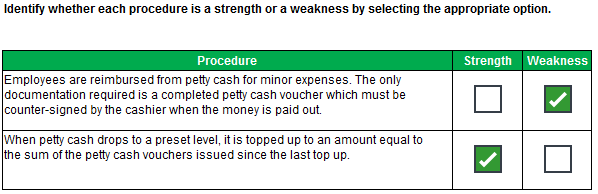 Identify whether each procedure is a strength or a weakness by selecting the appropriate option.
Procedure Strength Weakness
Employees are reimbursed from petty cash for minor expenses. The only
documentation required is a completed petty cash voucher which must be
counter-signed by the cashier when the money is paid out.
When petty cash drops to a preset level, it is topped up to an amount equal to
the sum of the petty cash vouchers issued since the last top up.